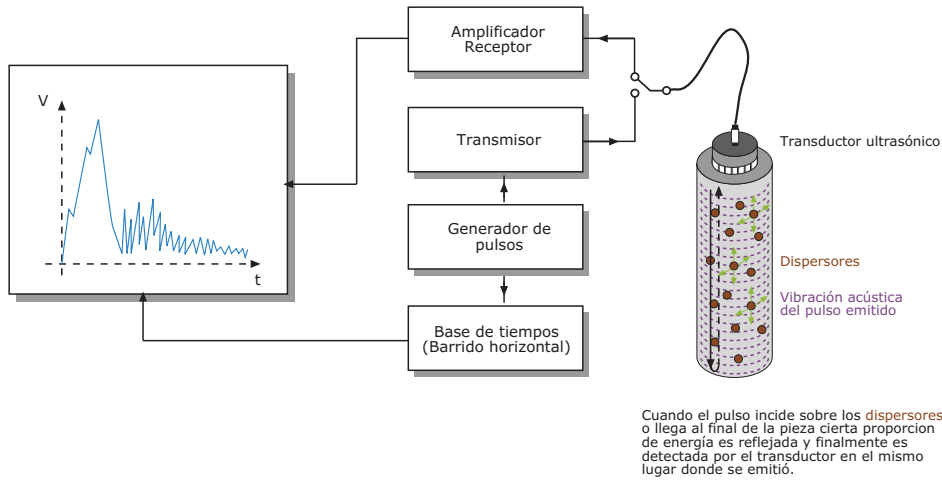 Amplificador
Receptor
V
t
Transmisor
Generador de
pulsos
Base de tiempos
(Barrido horizontal)
Transductor ultrasónico
Dispersores
Vibración acústica
del pulso emitido
Cuando el pulso incide sobre los dispersores
o llega al final de la pieza cierta proporcion
de energía es reflejada y finalmente es
detectada por el transductor en el mismo
lugar donde se emitió.